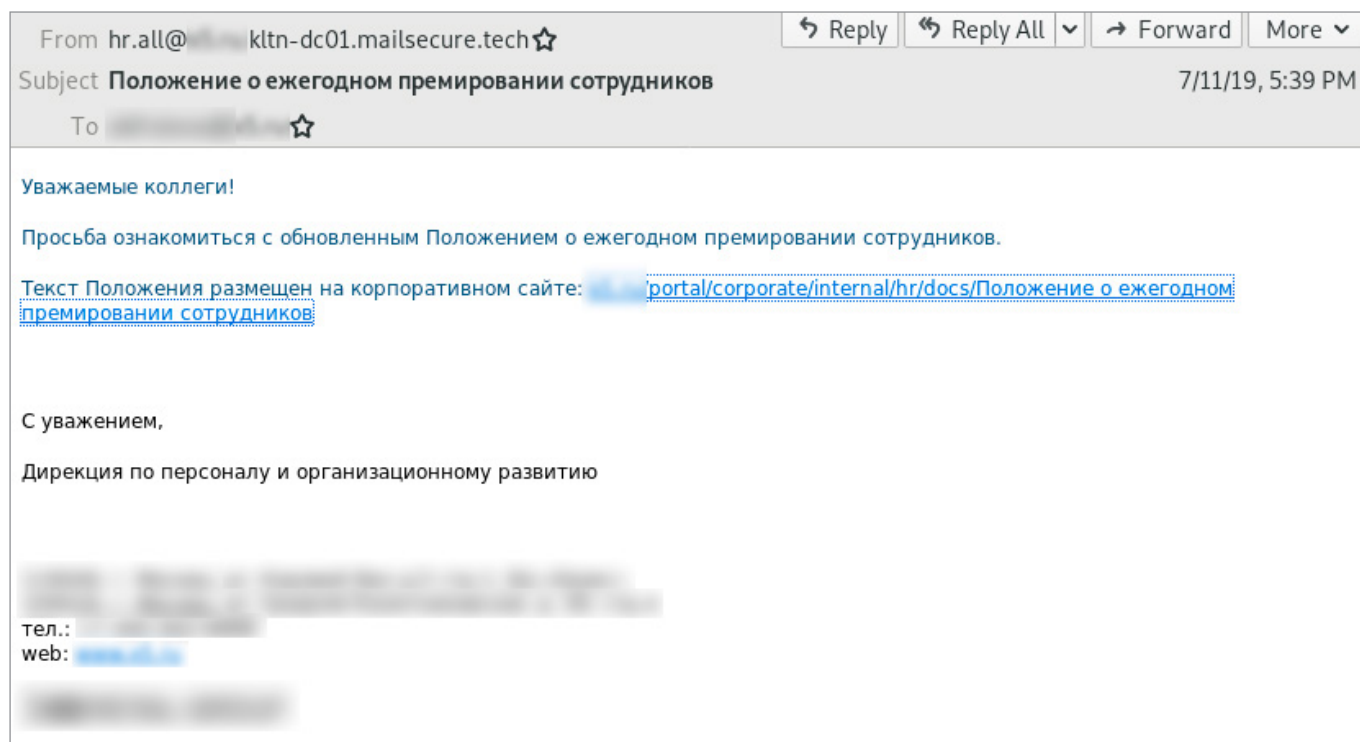 From hr.all@ kltn-dc01.mailsecure.tech
Reply Reply All Forward More
Subject Положение о ежегодном премировании сотрудников
7/11/19, 5:39 PM
To
Уважаемые коллеги!
Просьба ознакомиться с обновленным Положением о ежегодном премировании сотрудников.
Текст Положения размещен на корпоративном сайте: /portal/corporate/internal/hr/docs/Положение о ежегодном
премировании сотрудников
С уважением,
Дирекция по персоналу и организационному развитию
тел.:
web: